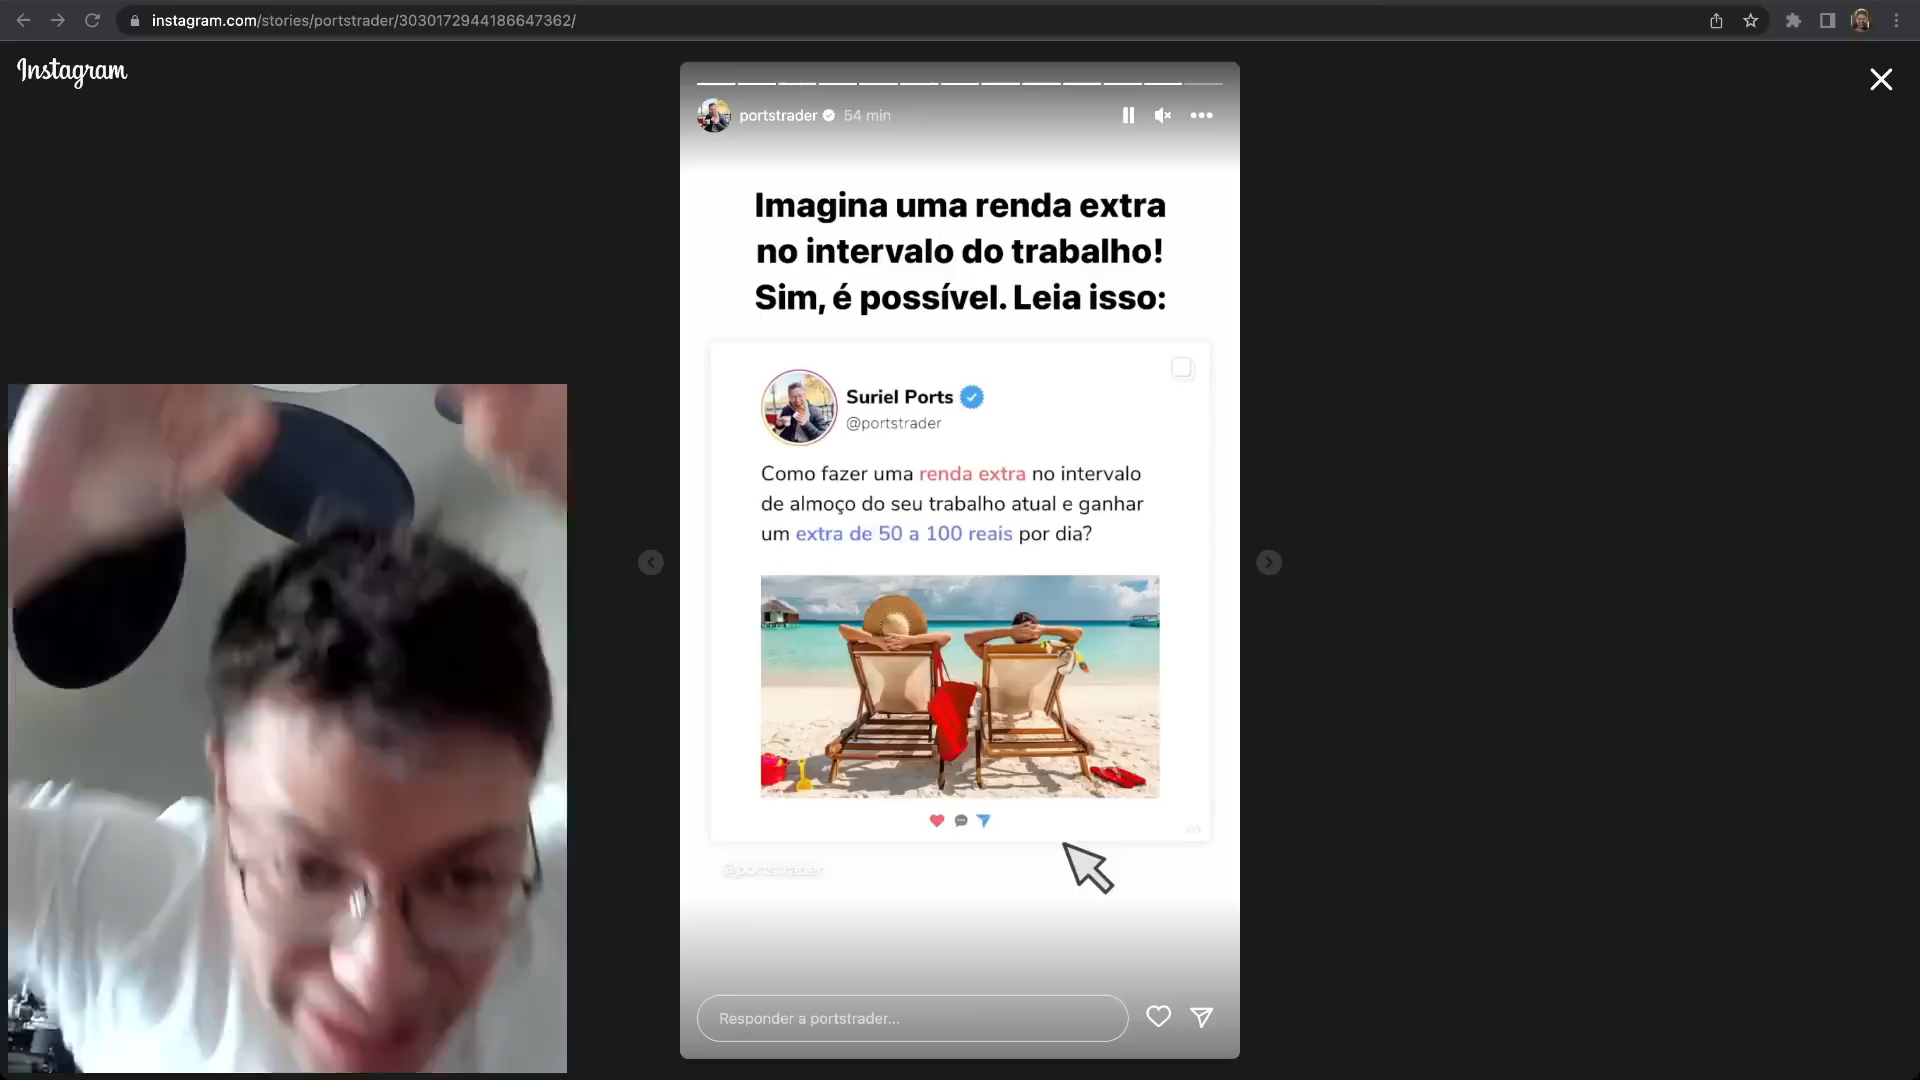 instagram.com/stories/portstrader/3030172944186647362/
Instagram
portstrader 54 min
Imagina uma renda extra
no intervalo do trabalho!
Sim, é possível. Leia isso:
Suriel Ports
@portstrader
Como fazer uma renda extra no intervalo
de almoço do seu trabalho atual e ganhar
um extra de 50 a 100 reais por dia?
@portstrader
Responder a portstrader...